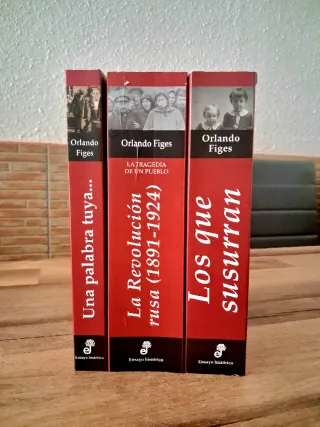 Orlando
Figes
Una palabra tuya...
e
Ensayo histórico
Orlando Figes
LA TRAGEDIA
DE UN PUEBLO
La Revolución
rusa (1891-1924)
e
Ensayo histórico
Orlando
Figes
Los que
susurran
e
Ensayo histórico